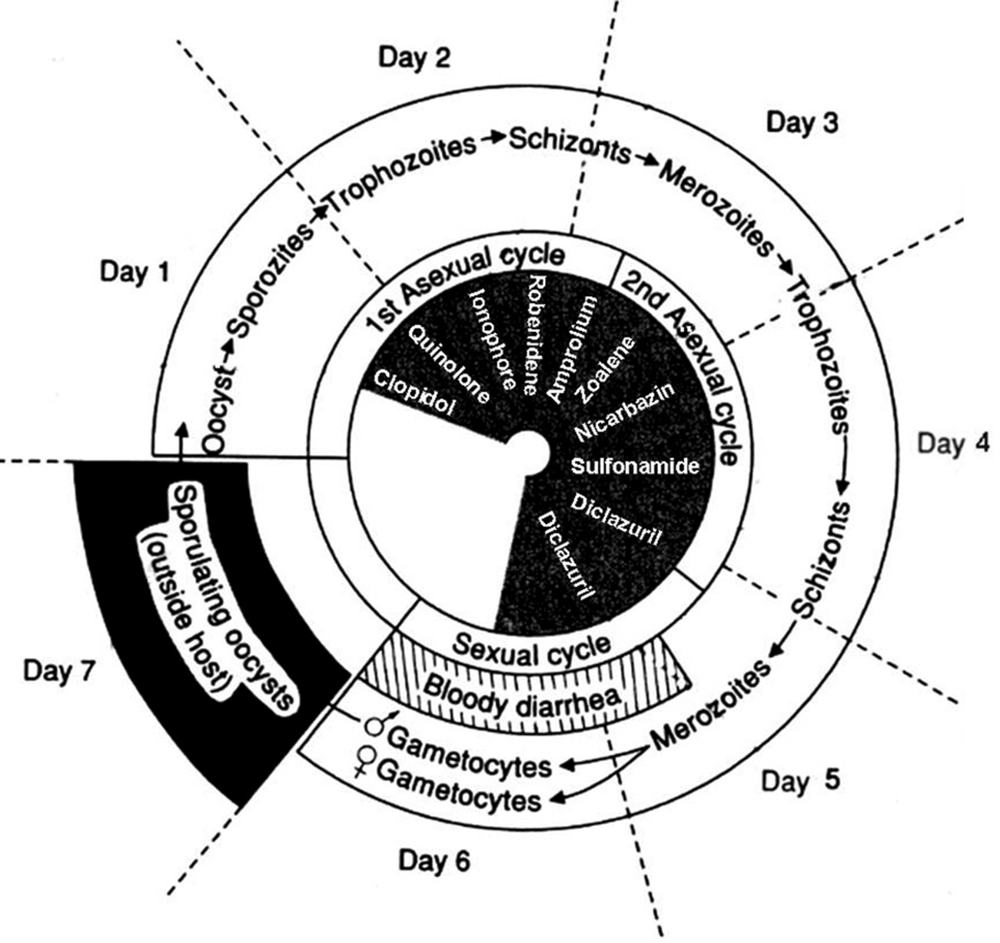 Day 1
Day 2
Day 3
Day 4
Day 5
Day 6
Day 7
Oocyst
Sporozites
Trophozoites
Schizonts
Merozoites
Trophozoites
Schizonts
Merozoites
♂ Gametocytes
♀ Gametocytes
Sporulating oocysts
(outside host)
1st Asexual cycle
2nd Asexual cycle
Sexual cycle
Bloody diarrhea
Clopidol
Quinolone
Ionophore
Robenidene
Amprolium
Zoalene
Nicarbazin
Sulfonamide
Diclazuril
Diclazuril